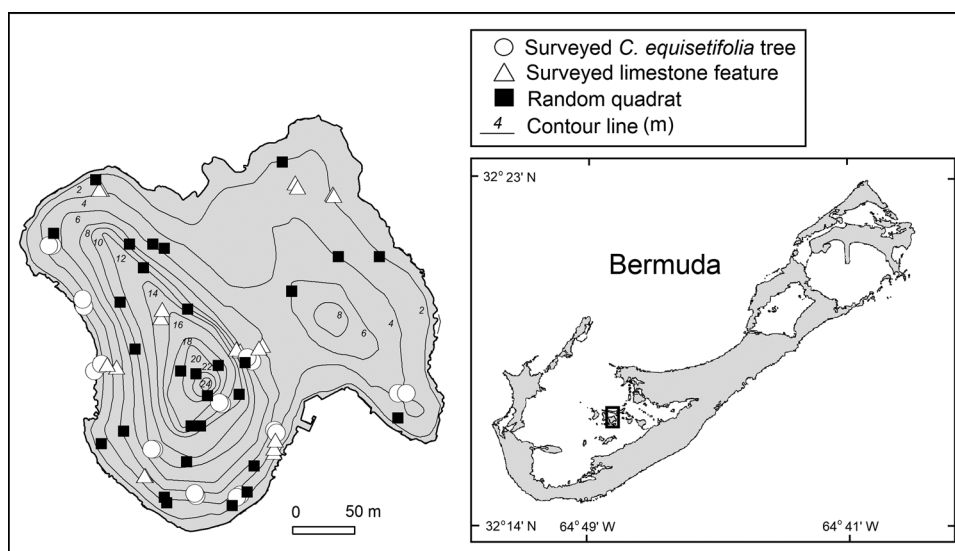 Surveyed C. equisetifolia tree
Surveyed limestone feature
Random quadrat
4 Contour line (m)
32° 23' N
Bermuda
32° 14' N
64° 49' W
64° 41' W
2
4
6
8
10
12
14
16
18
20
22
24
8
6
4
2
0 50 m